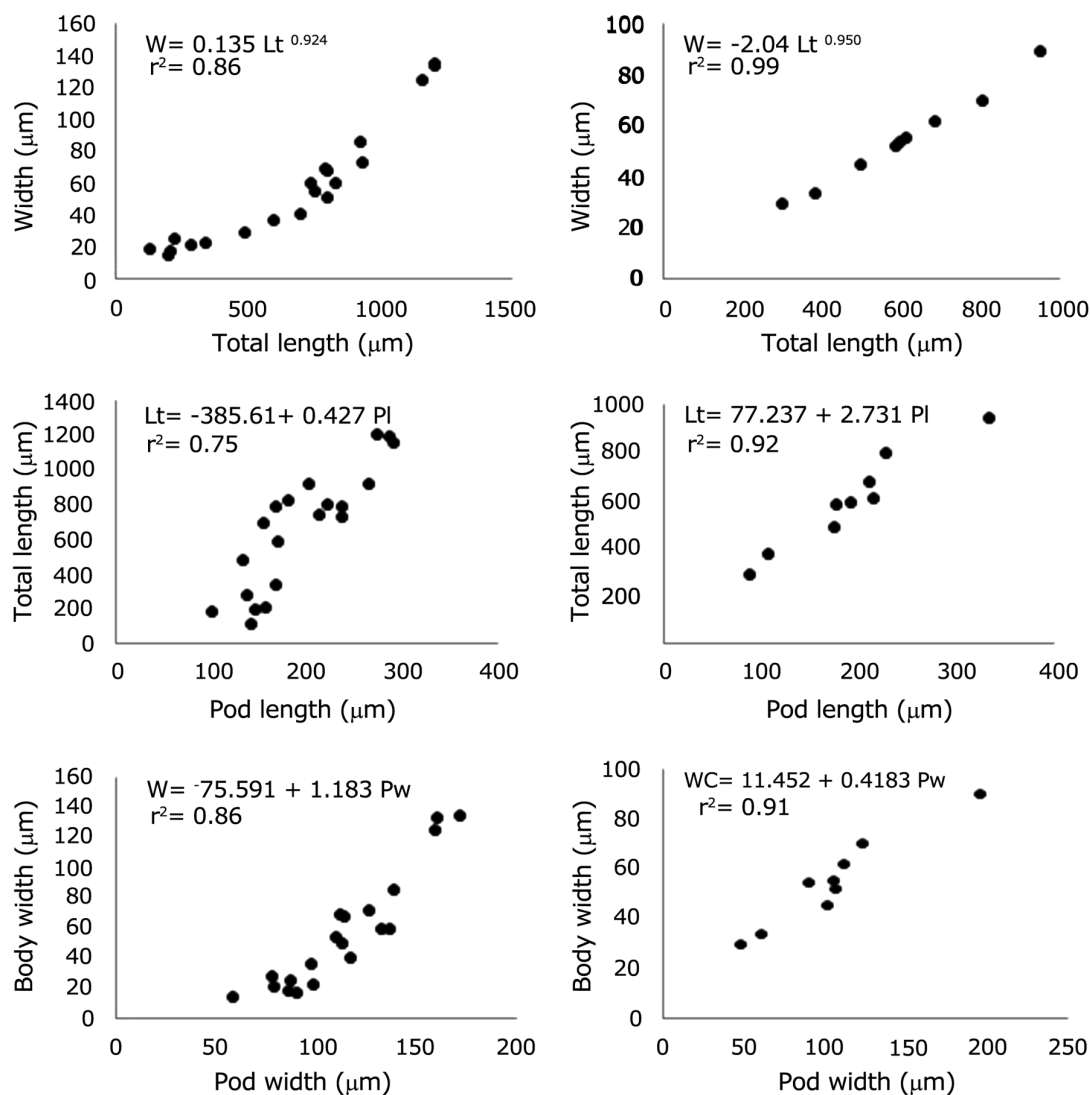 W= 0.135 Lt 0.924
r2= 0.86
160
140
120
100
80
60
40
20
0
Width (μm)
0 500 1000 1500
Total length (μm)
W= -2.04 Lt 0.950
r2= 0.99
100
80
60
40
20
0
Width (μm)
0 200 400 600 800 1000
Total length (μm)
Lt= -385.61+ 0.427 Pl
r2= 0.75
1400
1200
1000
800
600
400
200
0
Total length (μm)
0 100 200 300 400
Pod length (μm)
Lt= 77.237 + 2.731 Pl
r2= 0.92
1000
800
600
400
200
Total length (μm)
0 100 200 300 400
Pod length (μm)
W= -75.591 + 1.183 Pw
r2= 0.86
160
140
120
100
80
60
40
20
0
Body width (μm)
0 50 100 150 200
Pod width (μm)
WC= 11.452 + 0.4183 Pw
r2= 0.91
100
80
60
40
20
0
Body width (μm)
0 50 100 150 200 250
Pod width (μm)